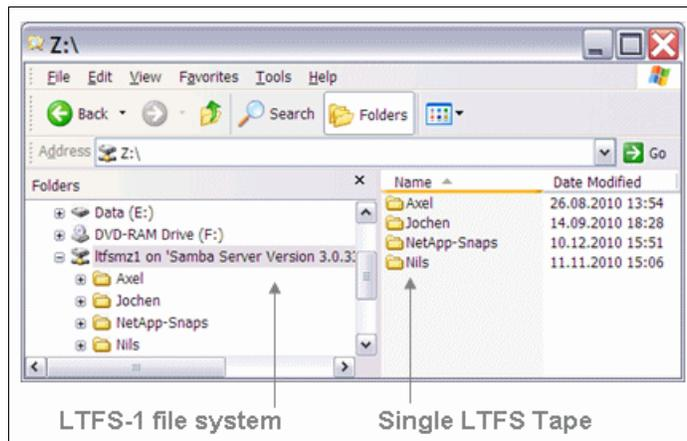 Z:\
File Edit View Favorites Tools Help
Back Search Folders
Address Z:\ Go
Folders
Data (E:)
DVD-RAM Drive (F:)
ltfsmz1 on 'Samba Server Version 3.0.33
Axel
Jochen
NetApp-Snaps
Nils
Name Date Modified
Axel 26.08.2010 13:54
Jochen 14.09.2010 18:28
NetApp-Snaps 10.12.2010 15:51
Nils 11.11.2010 15:06
LTFS-1 file system
Single LTFS Tape